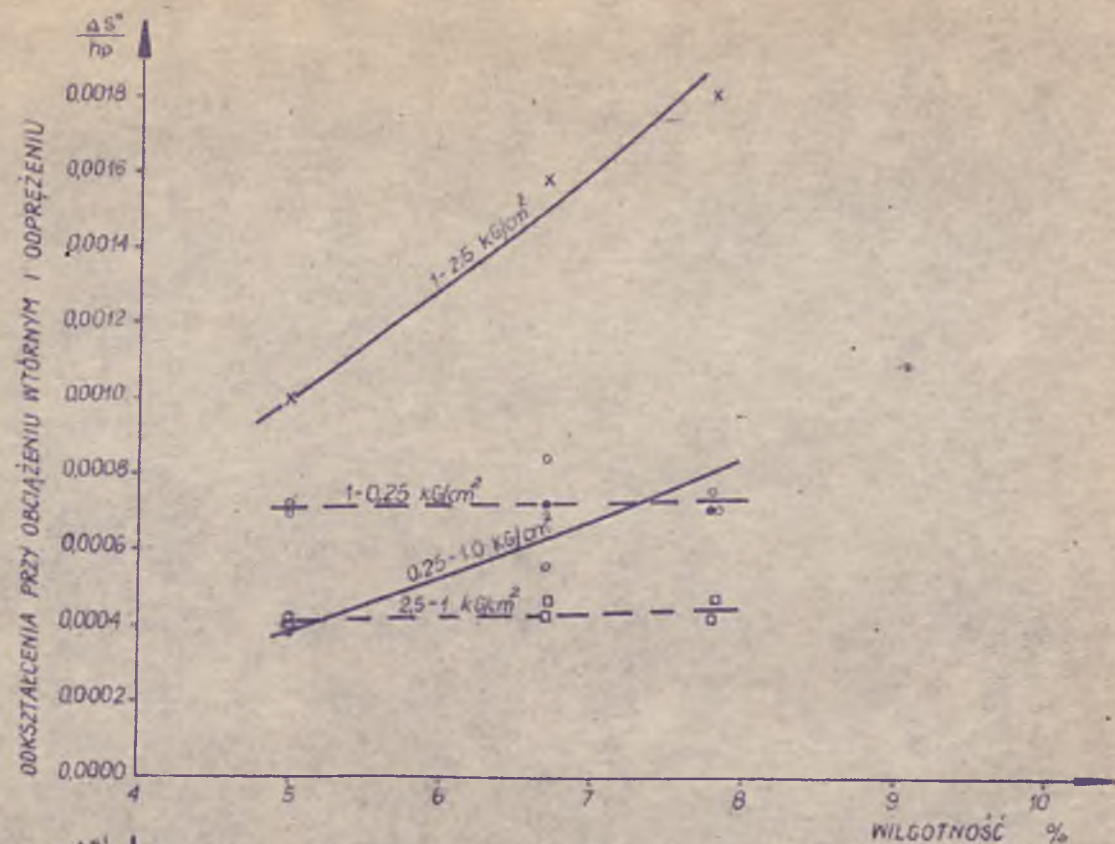 Δ S"
hp
0,0018
0,0016
0,0014
0,0012
0,0010
0,0008
0,0006
0,0004
0,0002
0,0000
ODKSZTAŁCENIA PRZY OBCIĄŻENIU WTÓRNYM I ODPRĘŻENIU
1-2,5 kG/cm²
1-0,25 kG/cm²
0,25-1,0 kG/cm²
2,5-1 kG/cm²
4 5 6 7 8 9 10
WILGOTNOŚĆ %